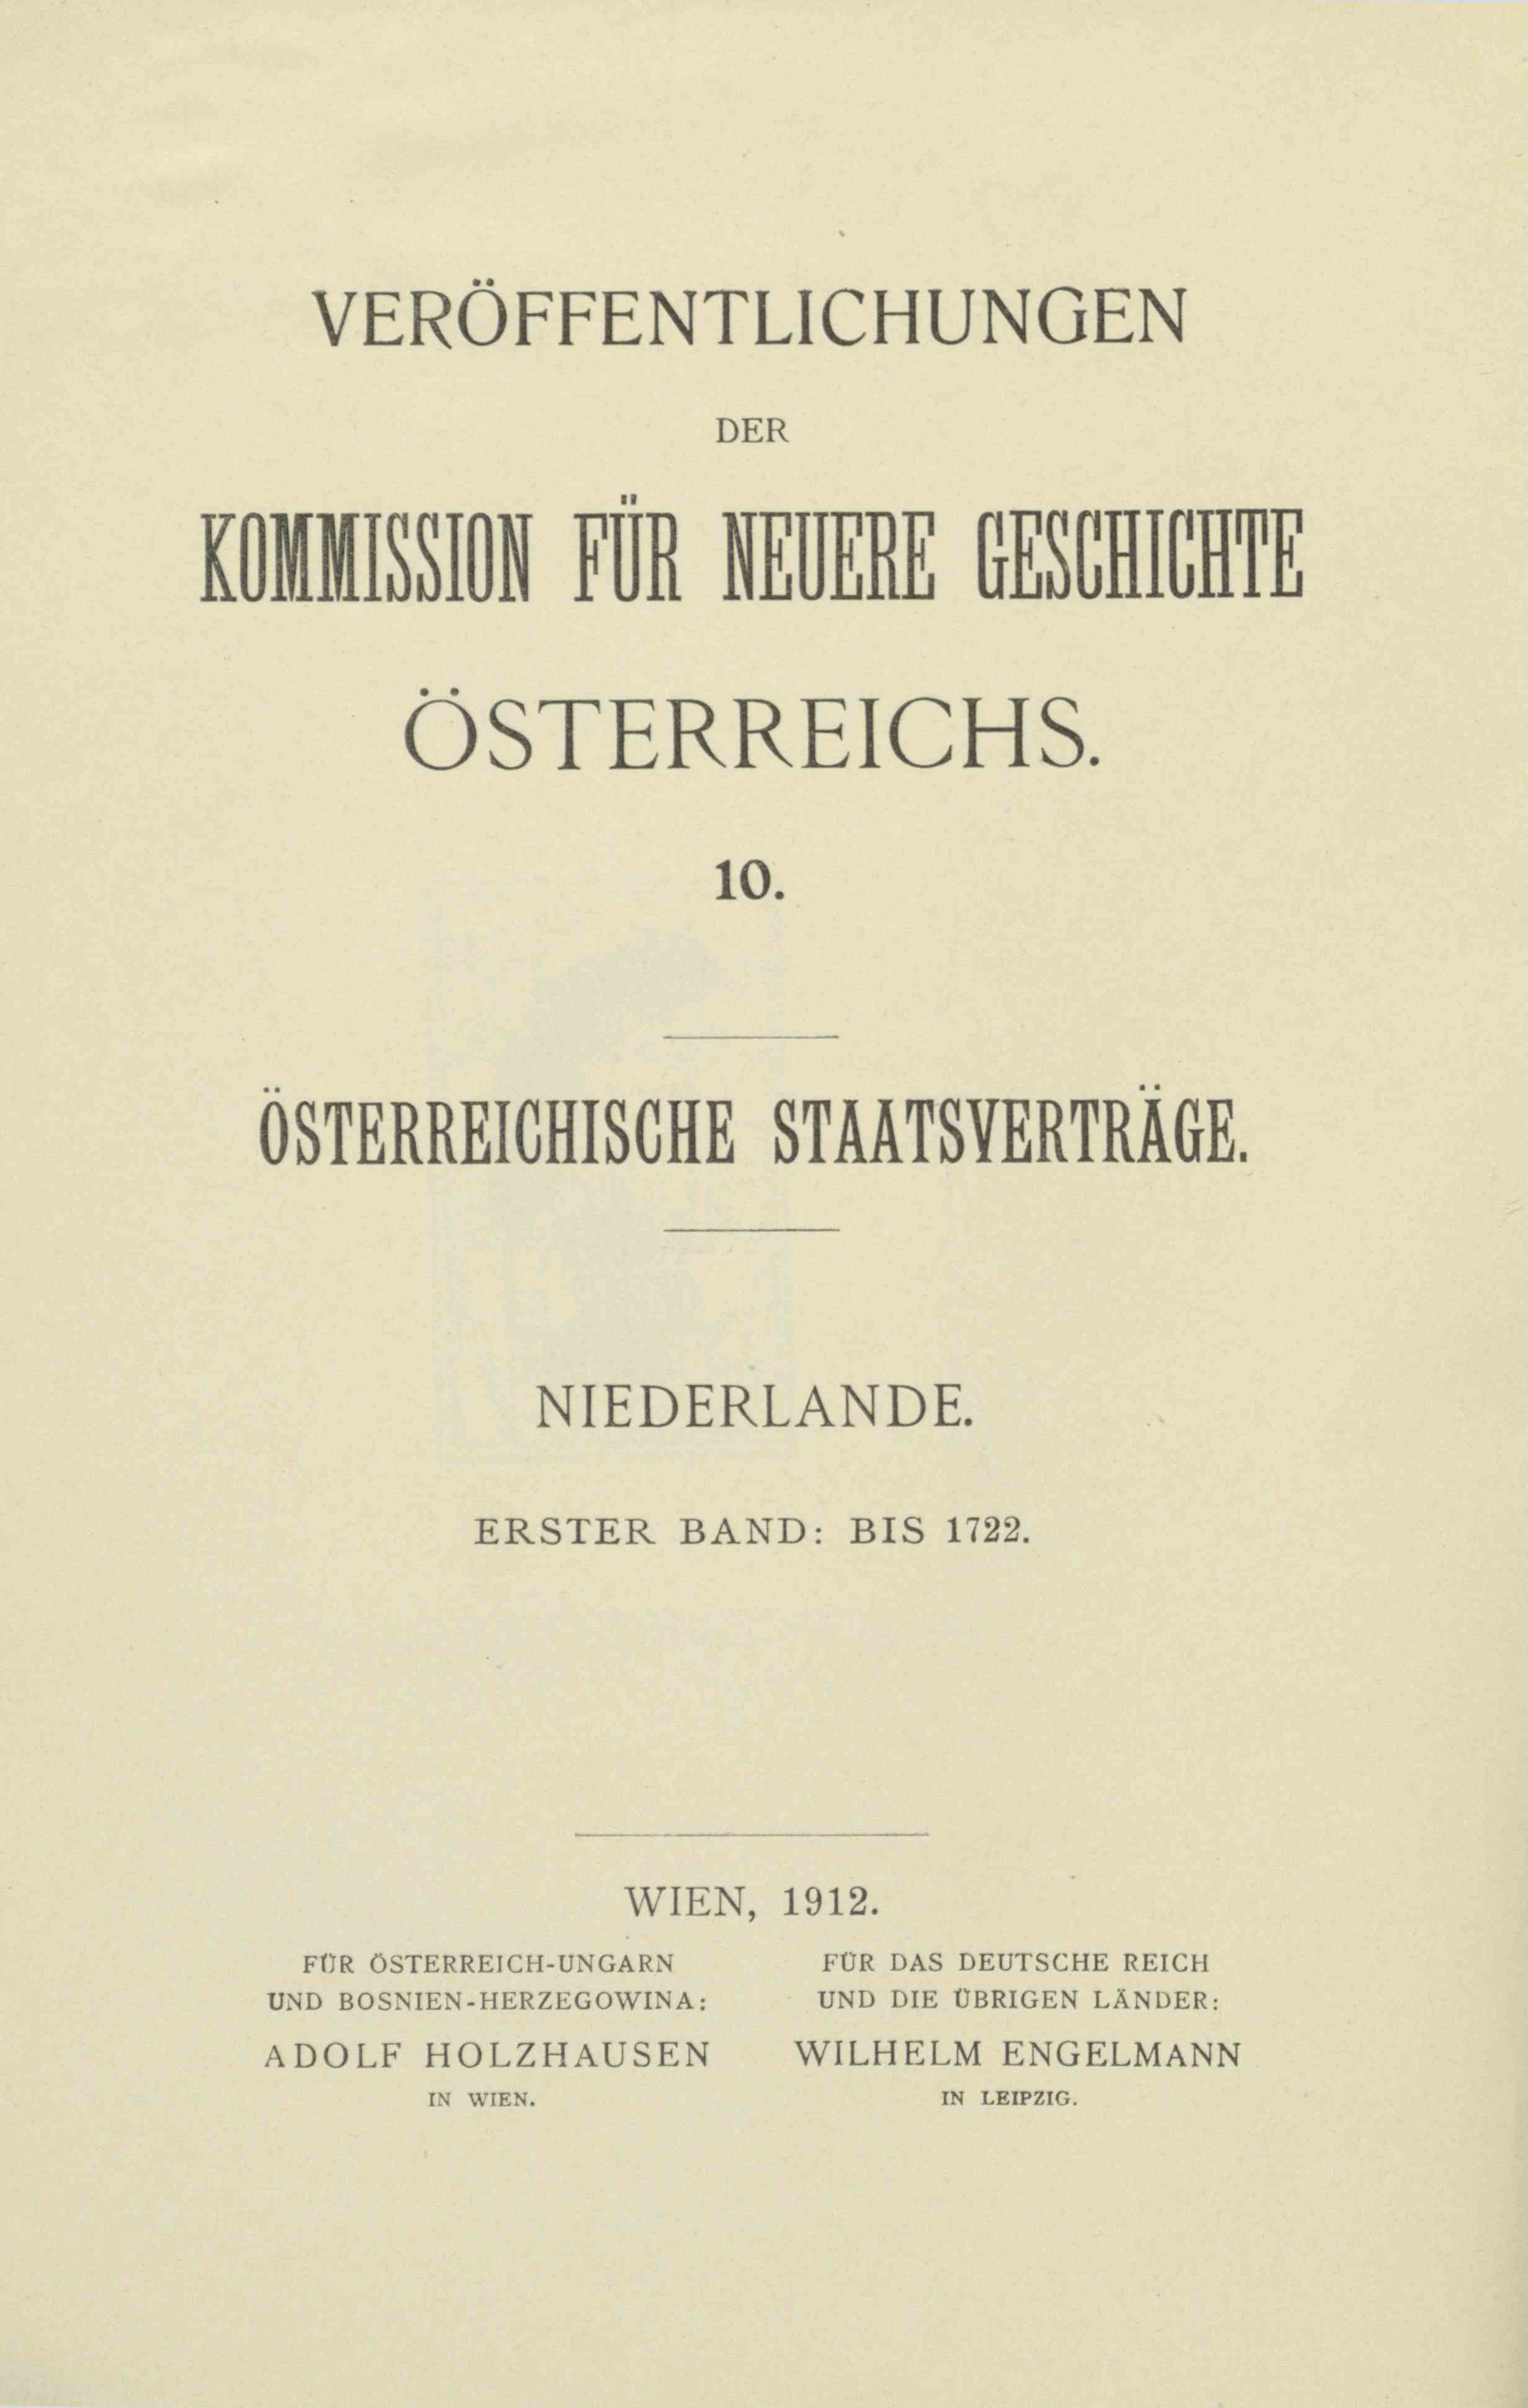 VERÖFFENTLICHUNGEN
DER
KOMMISSION FÜR NEUERE GESCHICHTE
ÖSTERREICHS.
10.
ÖSTERREICHISCHE STAATSVERTRÄGE.
NIEDERLANDE.
ERSTER BAND: BIS 1722.
WIEN, 1912.
FÜR ÖSTERREICH-UNGARN
UND BOSNIEN-HERZEGOWINA:
ADOLF HOLZHAUSEN
IN WIEN.
FÜR DAS DEUTSCHE REICH
UND DIE ÜBRIGEN LÄNDER:
WILHELM ENGELMANN
IN LEIPZIG.